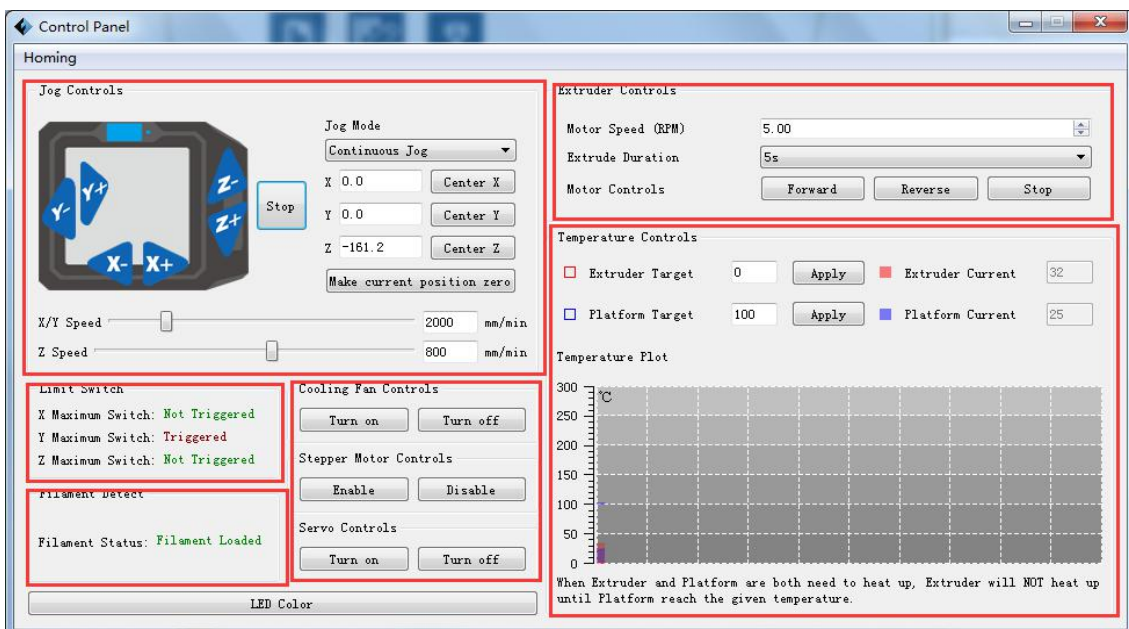 Control Panel
Homing
Jog Controls
Y-
Y+
Z-
Z+
X-
X+
Stop
Jog Mode
Continuous Jog
X 0.0 Center X
Y 0.0 Center Y
Z -161.2 Center Z
Make current position zero
X/Y Speed 2000 mm/min
Z Speed 800 mm/min
Limit Switch
X Maximum Switch: Not Triggered
Y Maximum Switch: Triggered
Z Maximum Switch: Not Triggered
Filament Detect
Filament Status: Filament Loaded
Cooling Fan Controls
Turn on Turn off
Stepper Motor Controls
Enable Disable
Servo Controls
Turn on Turn off
LED Color
Extruder Controls
Motor Speed (RPM) 5.00
Extrude Duration 5s
Motor Controls Forward Reverse Stop
Temperature Controls
Extruder Target 0 Apply Extruder Current 32
Platform Target 100 Apply Platform Current 25
Temperature Plot
300
°C
250
200
150
100
50
0
When Extruder and Platform are both need to heat up, Extruder will NOT heat up
until Platform reach the given temperature.